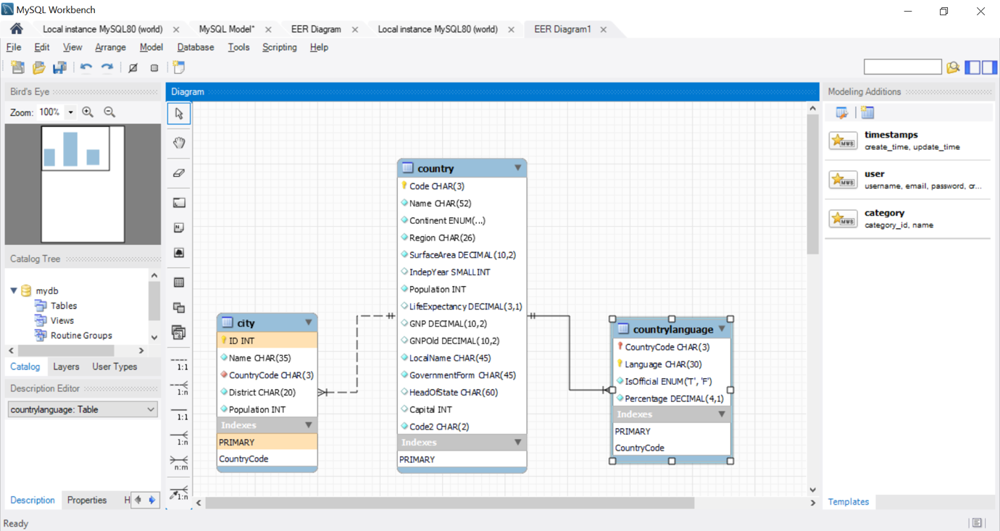 MySQL Workbench
Local instance MySQL80 (world)
MySQL Model*
EER Diagram
Local instance MySQL80 (world)
EER Diagram1
File Edit View Arrange Model Database Tools Scripting Help
Bird's Eye
Zoom: 100%
Catalog Tree
mydb
Tables
Views
Routine Groups
Catalog Layers User Types
Description Editor
countrylanguage: Table
Description Properties H
Ready
Diagram
1:1
1:n
1:1
1:n
n:m
1:n
city
ID INT
Name CHAR(35)
CountryCode CHAR(3)
District CHAR(20)
Population INT
Indexes
PRIMARY
CountryCode
country
Code CHAR(3)
Name CHAR(52)
Continent ENUM(...)
Region CHAR(26)
SurfaceArea DECIMAL(10,2)
IndepYear SMALLINT
Population INT
LifeExpectancy DECIMAL(3,1)
GNP DECIMAL(10,2)
GNPOld DECIMAL(10,2)
LocalName CHAR(45)
GovernmentForm CHAR(45)
HeadOfState CHAR(60)
Capital INT
Code2 CHAR(2)
Indexes
PRIMARY
countrylanguage
CountryCode CHAR(3)
Language CHAR(30)
IsOfficial ENUM('T', 'F')
Percentage DECIMAL(4,1)
Indexes
PRIMARY
CountryCode
Modeling Additions
MWB
timestamps
create_time, update_time
MWB
user
username, email, password, cr...
MWB
category
category_id, name
Templates